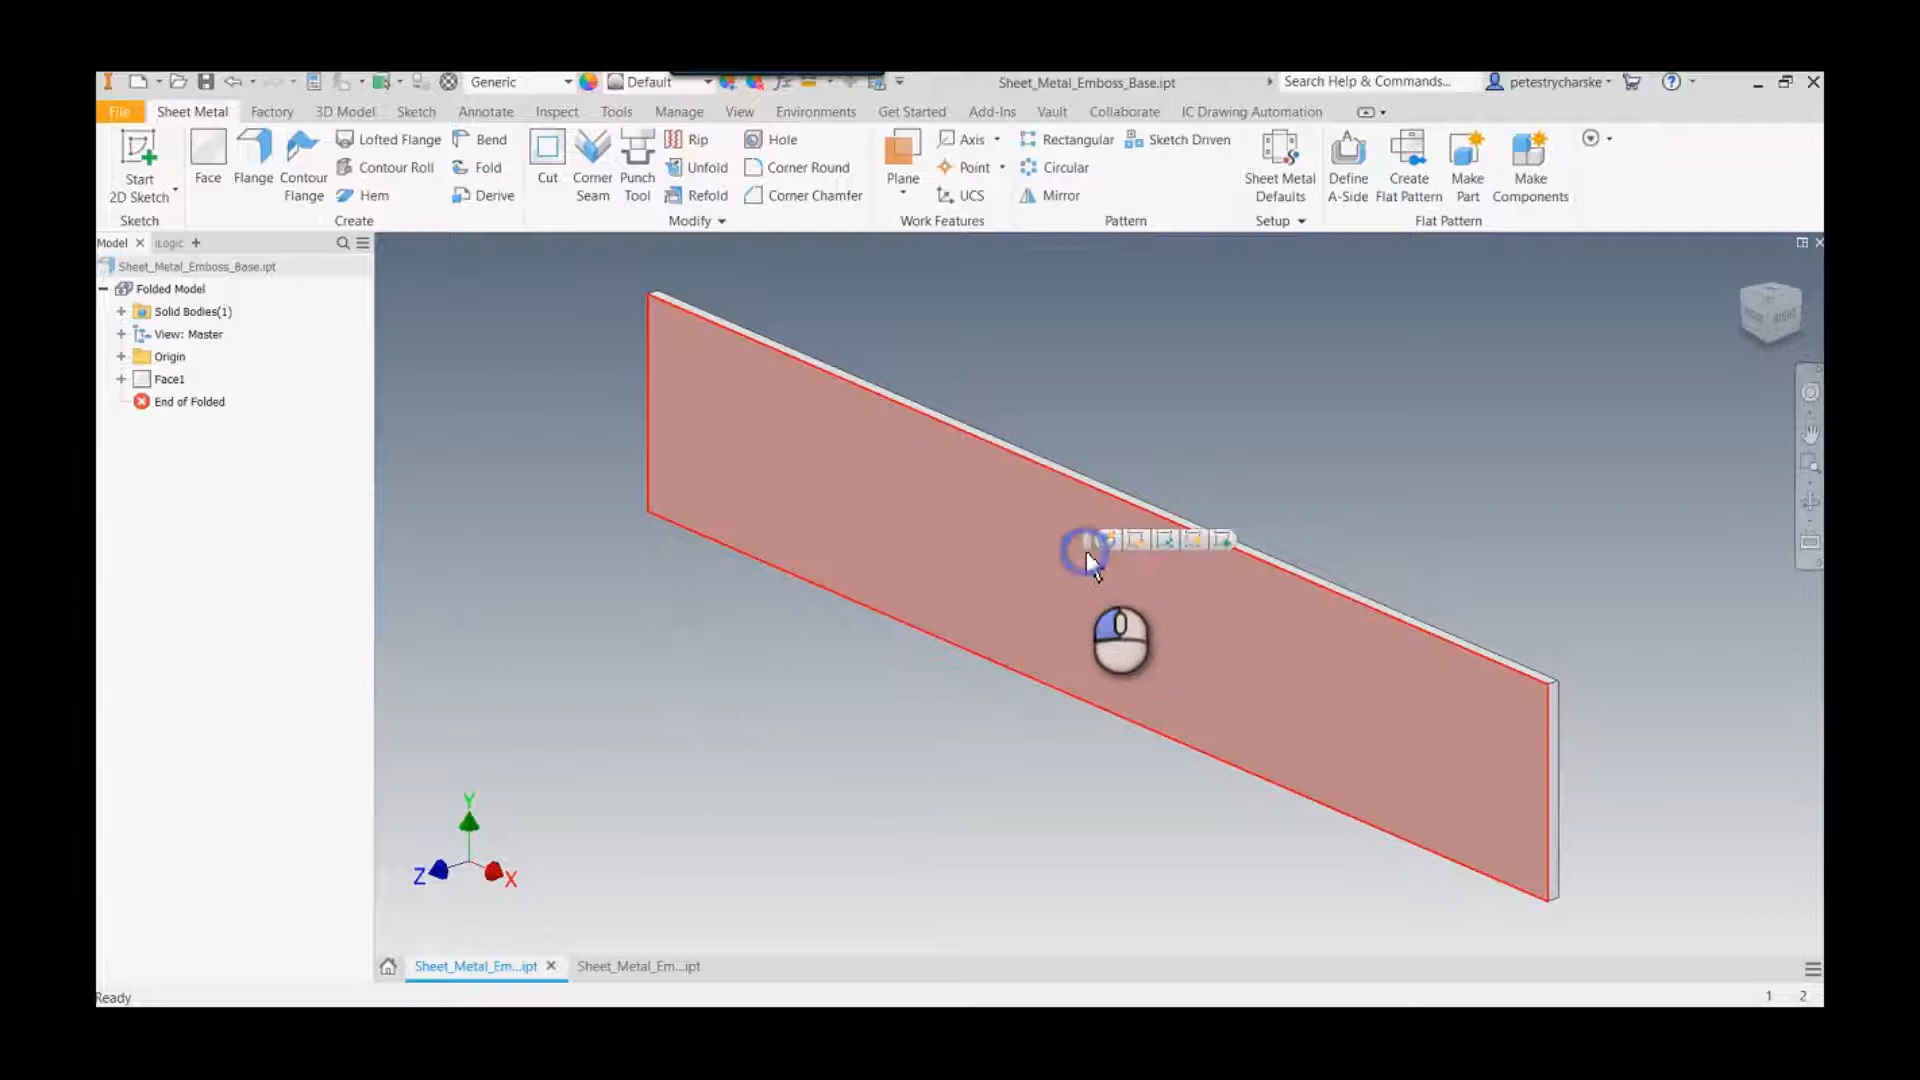 Generic
Default
Sheet_Metal_Emboss_Base.ipt
Search Help & Commands...
petestrycharske
File
Sheet Metal
Factory
3D Model
Sketch
Annotate
Inspect
Tools
Manage
View
Environments
Get Started
Add-Ins
Vault
Collaborate
IC Drawing Automation
Start
2D Sketch
Sketch
Face
Flange
Contour
Flange
Lofted Flange
Contour Roll
Hem
Bend
Fold
Derive
Create
Cut
Corner
Seam
Punch
Tool
Rip
Unfold
Refold
Hole
Corner Round
Corner Chamfer
Modify
Plane
Axis
Point
UCS
Work Features
Rectangular
Circular
Mirror
Sketch Driven
Pattern
Sheet Metal
Defaults
Setup
Define
A-Side
Create
Flat Pattern
Make
Part
Make
Components
Flat Pattern
Model
iLogic
Sheet_Metal_Emboss_Base.ipt
Folded Model
Solid Bodies(1)
View: Master
Origin
Face1
End of Folded
Y
Z
X
Sheet_Metal_Em...ipt
Sheet_Metal_Em...ipt
Ready
1
2